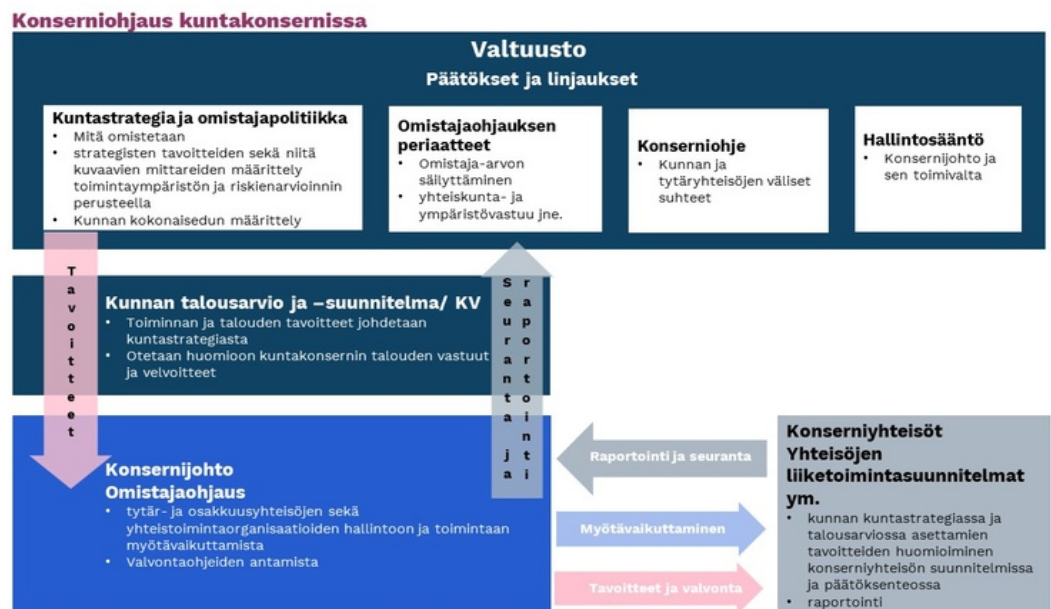 Konserniohjaus kuntakonsernissa
Valtuusto
Päätökset ja linjaukset
Kuntastrategia ja omistajapolitiikka
• Mitä omistetaan
• strategisten tavoitteiden sekä niitä
kuvaavien mittareiden määrittely
toimintaympäristön ja riskienarvioinnin
perusteella
• Kunnan kokonaisedun määrittely
Omistajaohjauksen
periaatteet
• Omistaja-arvon
säilyttäminen
• yhteiskunta- ja
ympäristövastuu jne.
Konserniohje
• Kunnan ja
tytäryhteisöjen väliset
suhteet
Hallintosääntö
• Konsernijohto ja
sen toimivalta
Tavoitteet
Kunnan talousarvio ja –suunnitelma/ KV
• Toiminnan ja talouden tavoitteet johdetaan
kuntastrategiasta
• Otetaan huomioon kuntakonsernin talouden vastuut
ja velvoitteet
Seuranta ja
raportointi
Konsernijohto
Omistajaohjaus
• tytär- ja osakkuusyhteisöjen sekä
yhteistoimintaorganisaatioiden hallintoon ja toimintaan
myötävaikuttamista
• Valvontaohjeiden antamista
Raportointi ja seuranta
Myötävaikuttaminen
Tavoitteet ja valvonta
Konserniyhteisöt
Yhteisöjen
liiketoimintasuunnitelmat
ym.
• kunnan kuntastrategiassa ja
talousarviossa asettamien
tavoitteiden huomioiminen
konserniyhteisön suunnitelmissa
ja päätöksenteossa
• raportointi